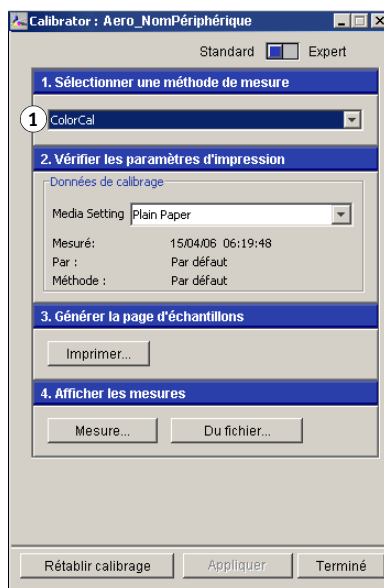 Calibrator : Aero_NomPériphérique
Standard Expert
1. Sélectionner une méthode de mesure
1 ColorCal
2. Vérifier les paramètres d'impression
Données de calibrage
Media Setting Plain Paper
Mesuré: 15/04/06 06:19:48
Par : Par défaut
Méthode : Par défaut
3. Générer la page d'échantillons
Imprimer...
4. Afficher les mesures
Mesure... Du fichier...
Rétablir calibrage Appliquer Terminé